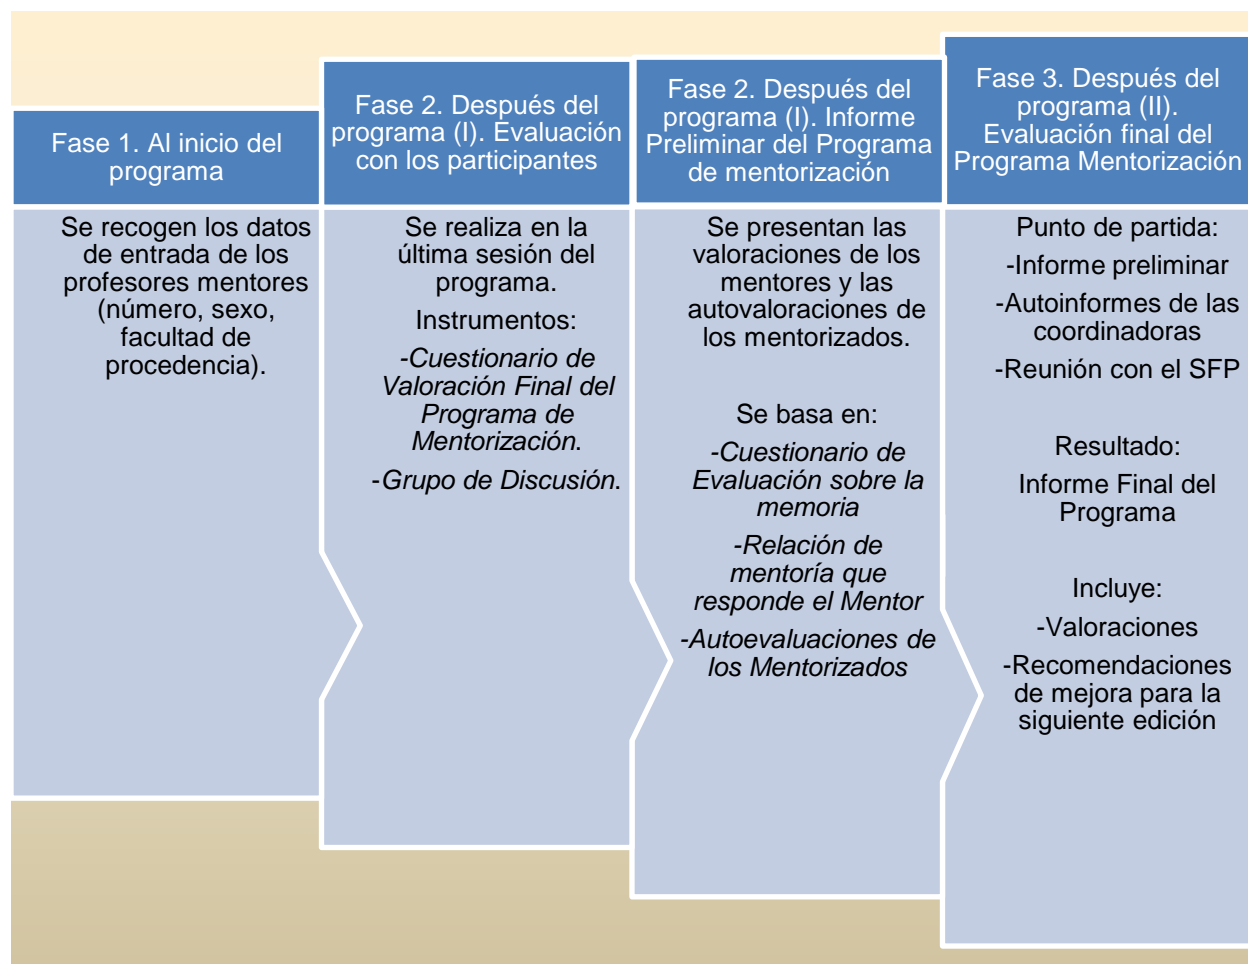 Fase 1. Al inicio del
programa
Se recogen los datos
de entrada de los
profesores mentores
(número, sexo,
facultad de
procedencia).
Fase 2. Después del
programa (I). Evaluación
con los participantes
Se realiza en la
última sesión del
programa.
Instrumentos:
-Cuestionario de
Valoración Final del
Programa de
Mentorización.
-Grupo de Discusión.
Fase 2. Después del
programa (I). Informe
Preliminar del Programa
de mentorización
Se presentan las
valoraciones de los
mentores y las
autovaloraciones de
los mentorizados.
Se basa en:
-Cuestionario de
Evaluación sobre la
memoria
-Relación de
mentoría que
responde el Mentor
-Autoevaluaciones de
los Mentorizados
Fase 3. Después del
programa (II).
Evaluación final del
Programa Mentorización
Punto de partida:
-Informe preliminar
-Autoinformes de las
coordinadoras
-Reunión con el SFP
Resultado:
Informe Final del
Programa
Incluye:
-Valoraciones
-Recomendaciones
de mejora para la
siguiente edición